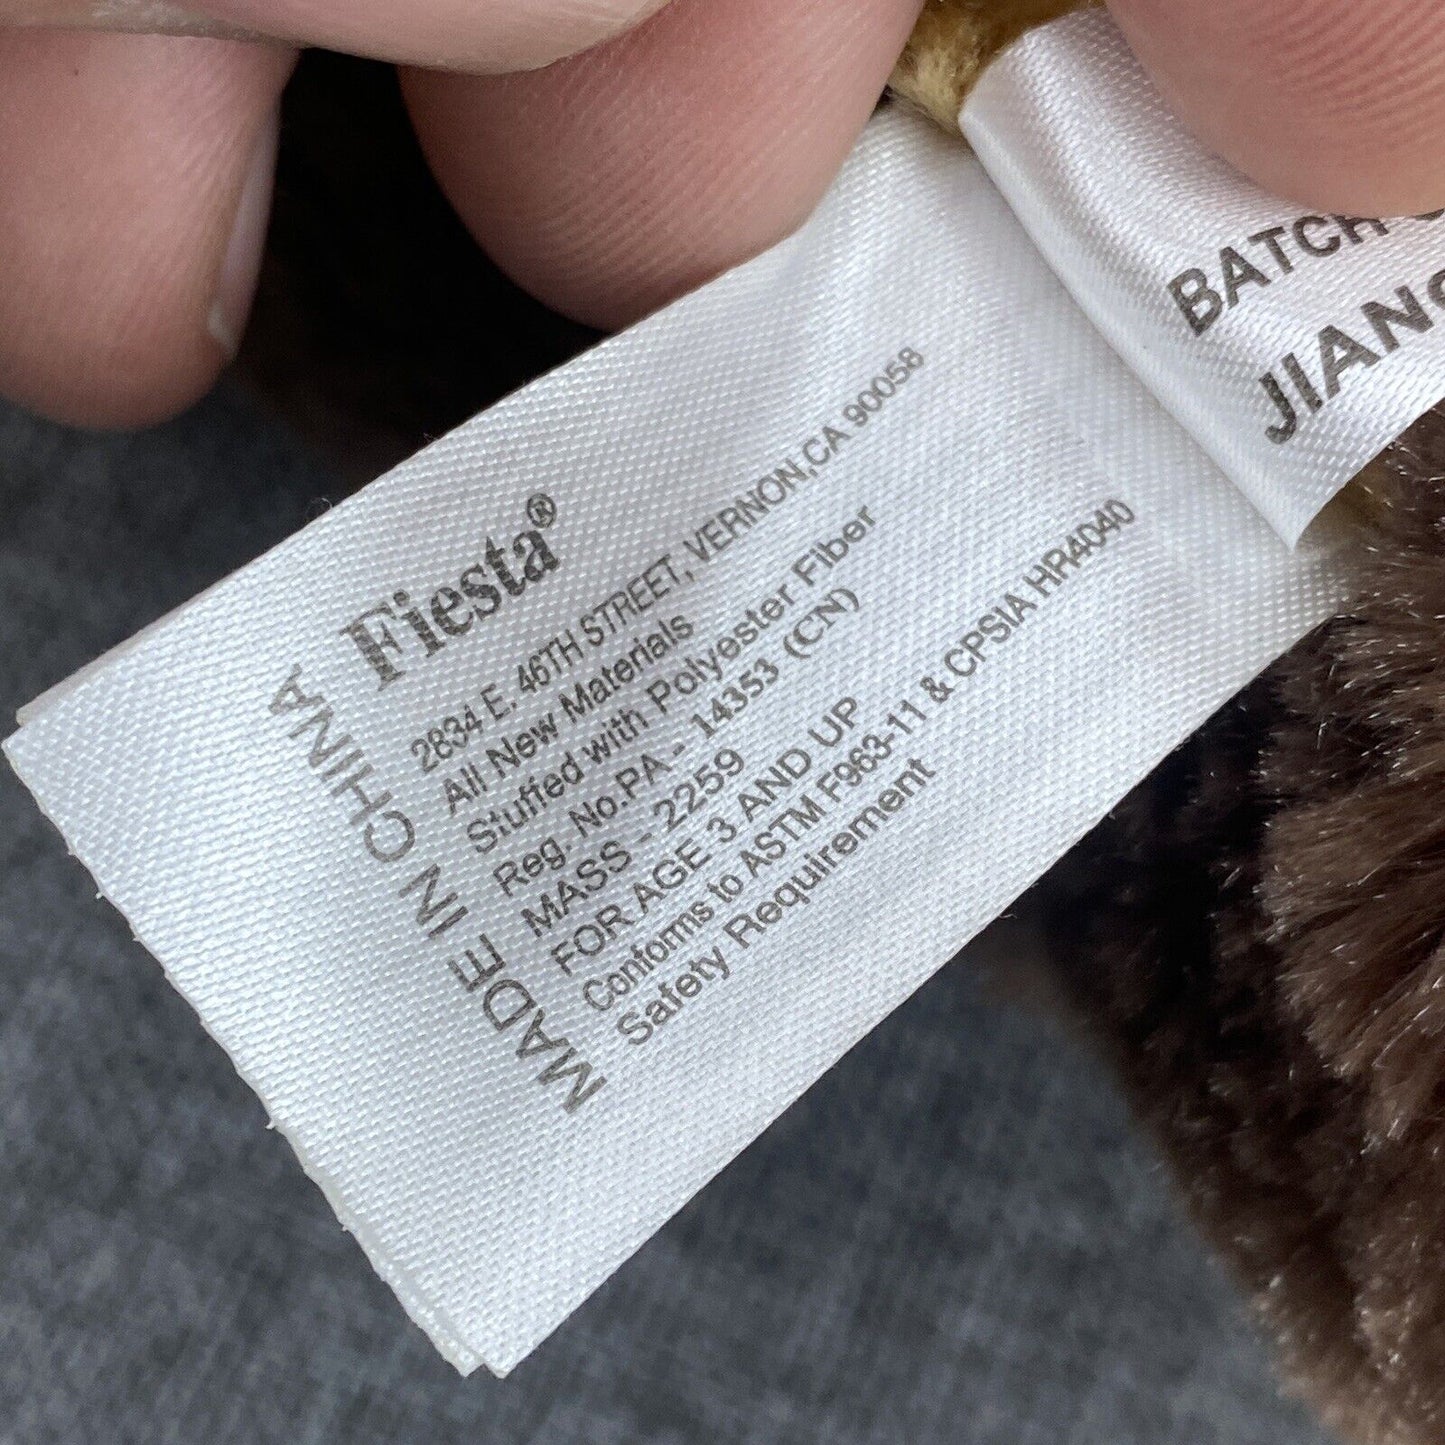 Fiesta®
2834 E. 46TH STREET, VERNON,CA 90058
All New Materials
Stuffed with Polyester Fiber
Reg. No.PA - 14353 (CN)
MASS - 2259
FOR AGE 3 AND UP
Conforms to ASTM F963-11 & CPSIA HR4040
Safety Requirement
MADE IN CHINA
BATCH